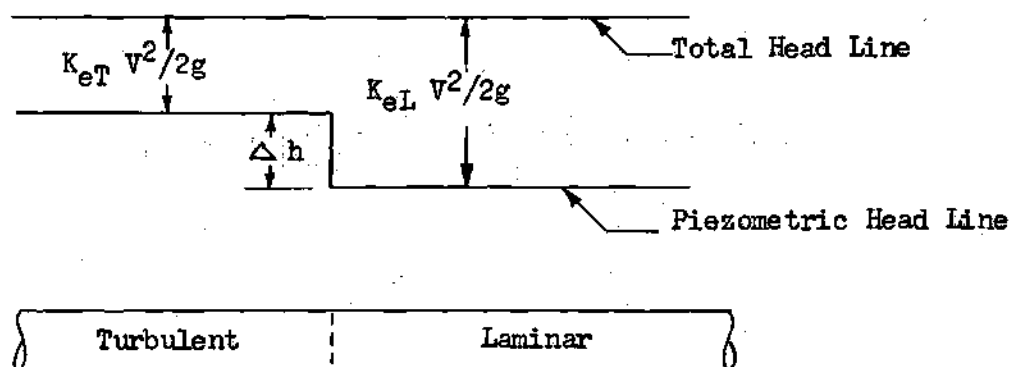 Total Head Line
K_eT V²/2g
K_eL V²/2g
Δ h
Piezometric Head Line
Turbulent
Laminar